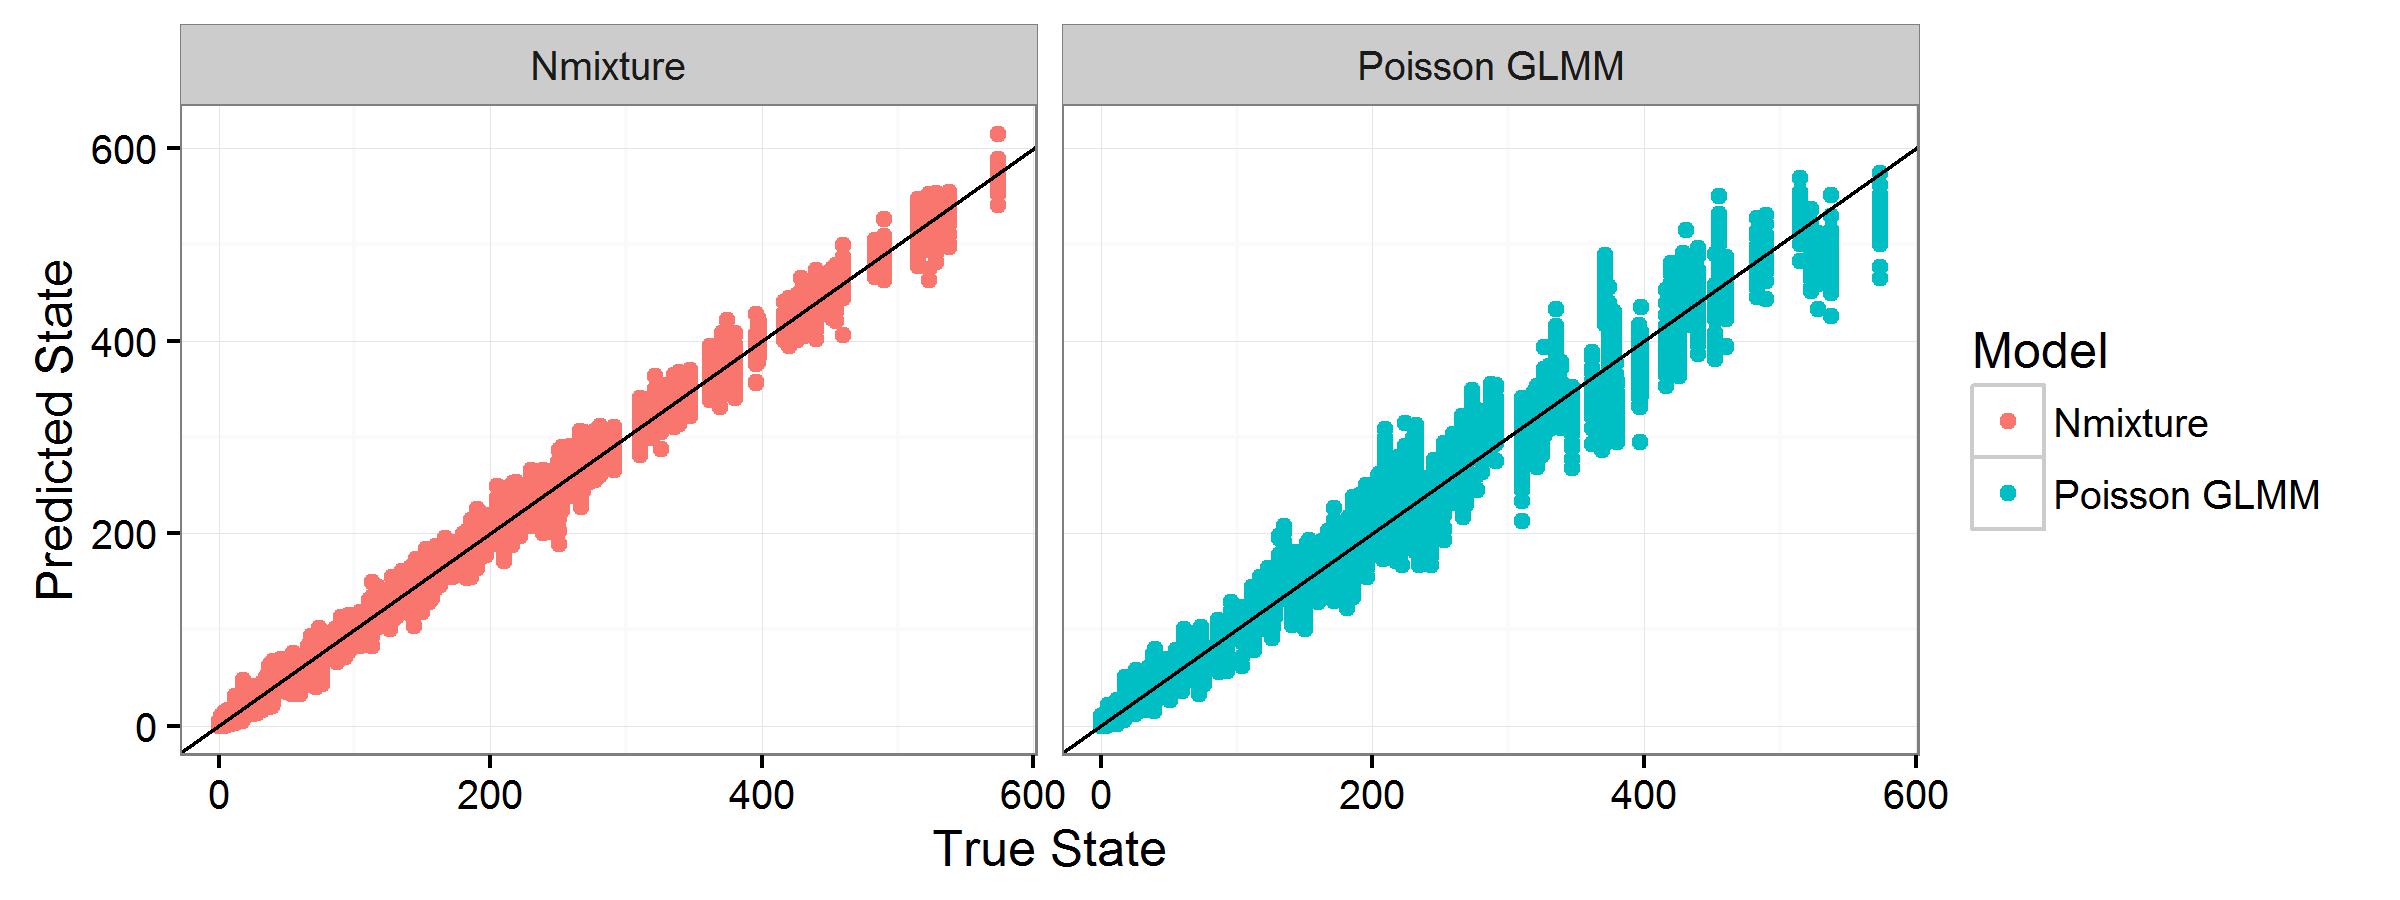 Nmixture
Poisson GLMM
Predicted State
600
400
200
0
0 200 400 600
0 200 400 600
True State
Model
Nmixture
Poisson GLMM